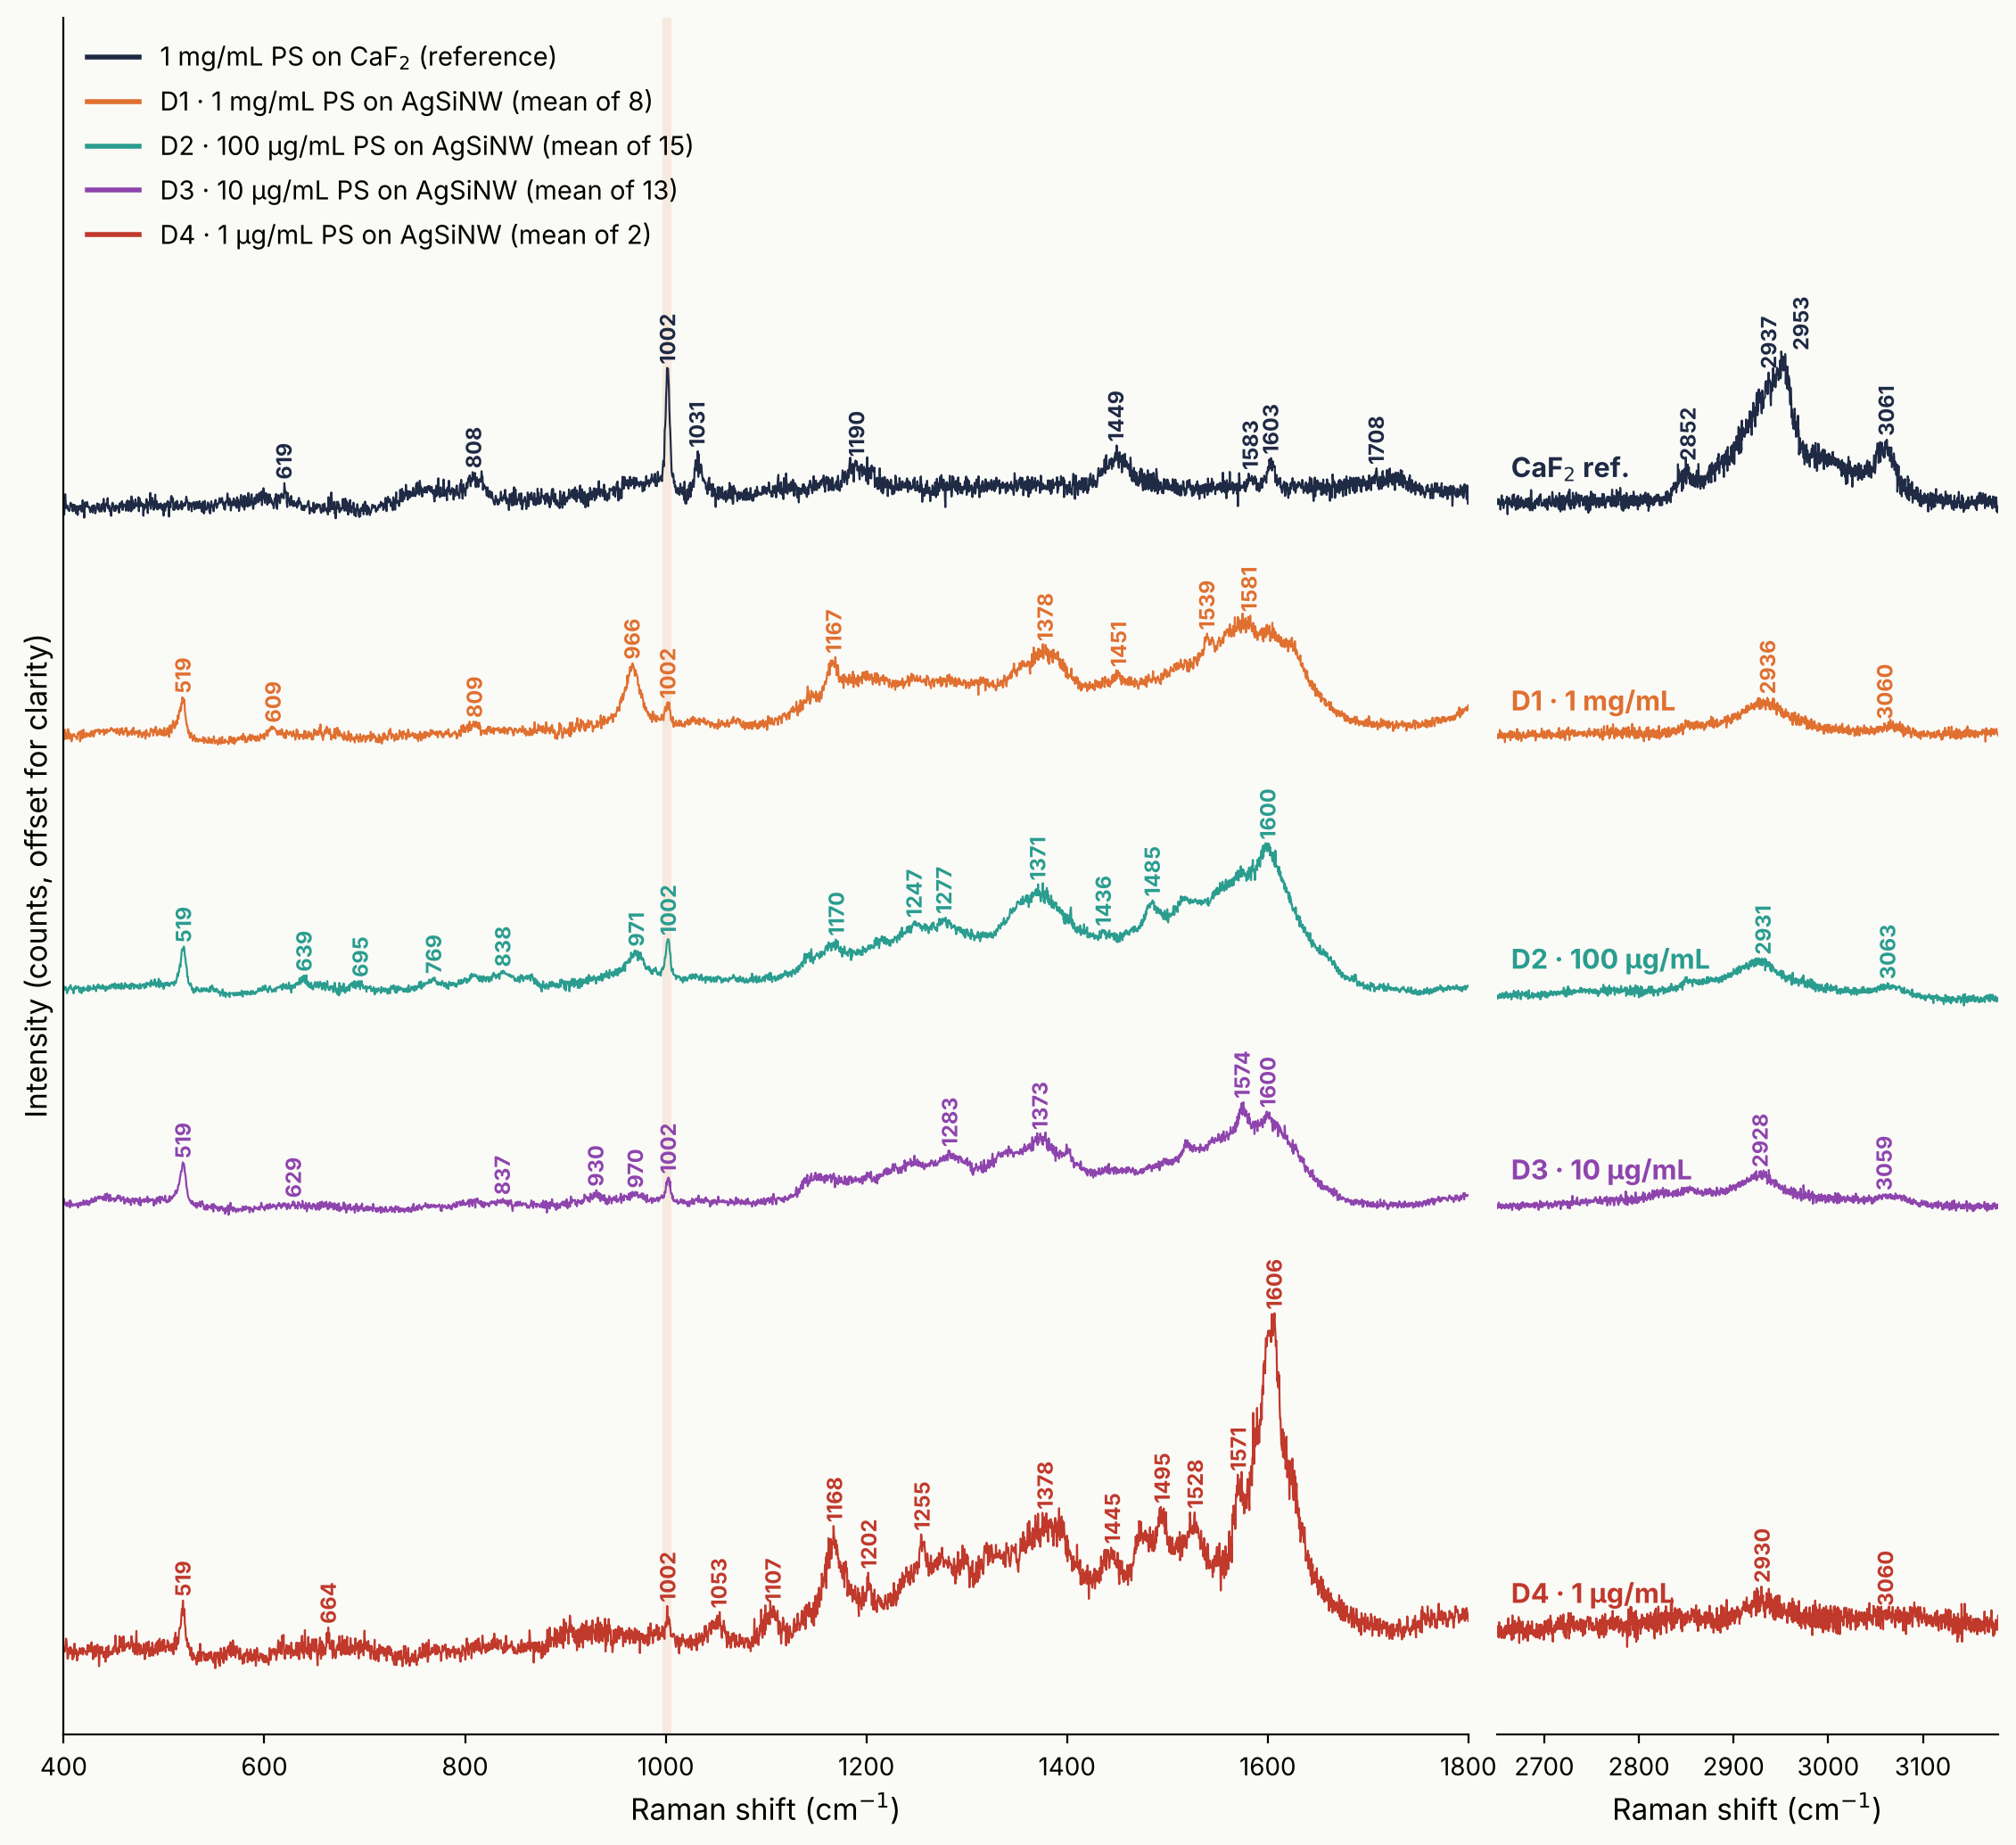 1 mg/mL PS on CaF₂ (reference)
D1 · 1 mg/mL PS on AgSiNW (mean of 8)
D2 · 100 µg/mL PS on AgSiNW (mean of 15)
D3 · 10 µg/mL PS on AgSiNW (mean of 13)
D4 · 1 µg/mL PS on AgSiNW (mean of 2)
Intensity (counts, offset for clarity)
619 808 1002 1031 1190 1449 1583 1603 1708
CaF₂ ref. 2852 2937 2953 3061
519 609 809 966 1002 1167 1378 1451 1539 1581
D1 · 1 mg/mL 2936 3060
519 639 695 769 838 971 1002 1170 1247 1277 1371 1436 1485 1600
D2 · 100 µg/mL 2931 3063
519 629 837 930 970 1002 1283 1373 1574 1600
D3 · 10 µg/mL 2928 3059
519 664 1002 1053 1107 1168 1202 1255 1378 1445 1495 1528 1571 1606
D4 · 1 µg/mL 2930 3060
400 600 800 1000 1200 1400 1600 1800 2700 2800 2900 3000 3100
Raman shift (cm⁻¹) Raman shift (cm⁻¹)